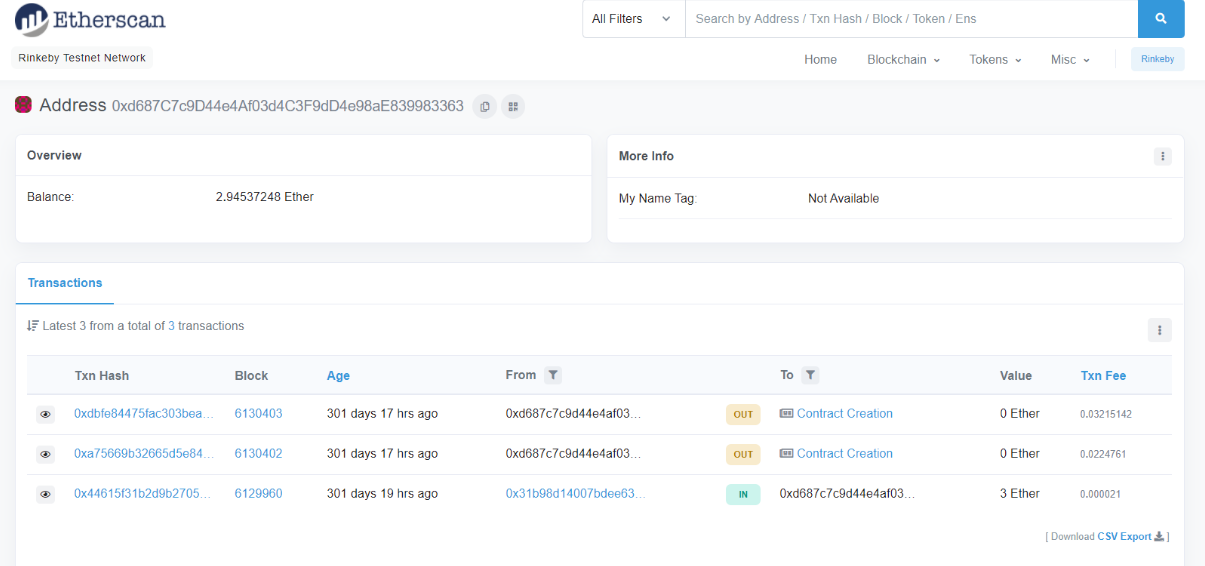 Etherscan
All Filters
Search by Address / Txn Hash / Block / Token / Ens
Rinkeby Testnet Network
Home Blockchain Tokens Misc Rinkeby
Address 0xd687C7c9D44e4Af03d4C3F9dD4e98aE839983363
Overview
Balance: 2.94537248 Ether
More Info
My Name Tag: Not Available
Transactions
Latest 3 from a total of 3 transactions
Txn Hash Block Age From To Value Txn Fee
0xdbfe84475fac303bea... 6130403 301 days 17 hrs ago 0xd687c7c9d44e4af03... OUT Contract Creation 0 Ether 0.03215142
0xa75669b32665d5e84... 6130402 301 days 17 hrs ago 0xd687c7c9d44e4af03... OUT Contract Creation 0 Ether 0.0224761
0x44615f31b2d9b2705... 6129960 301 days 19 hrs ago 0x31b98d14007bdee63... IN 0xd687c7c9d44e4af03... 3 Ether 0.000021
[ Download CSV Export ]